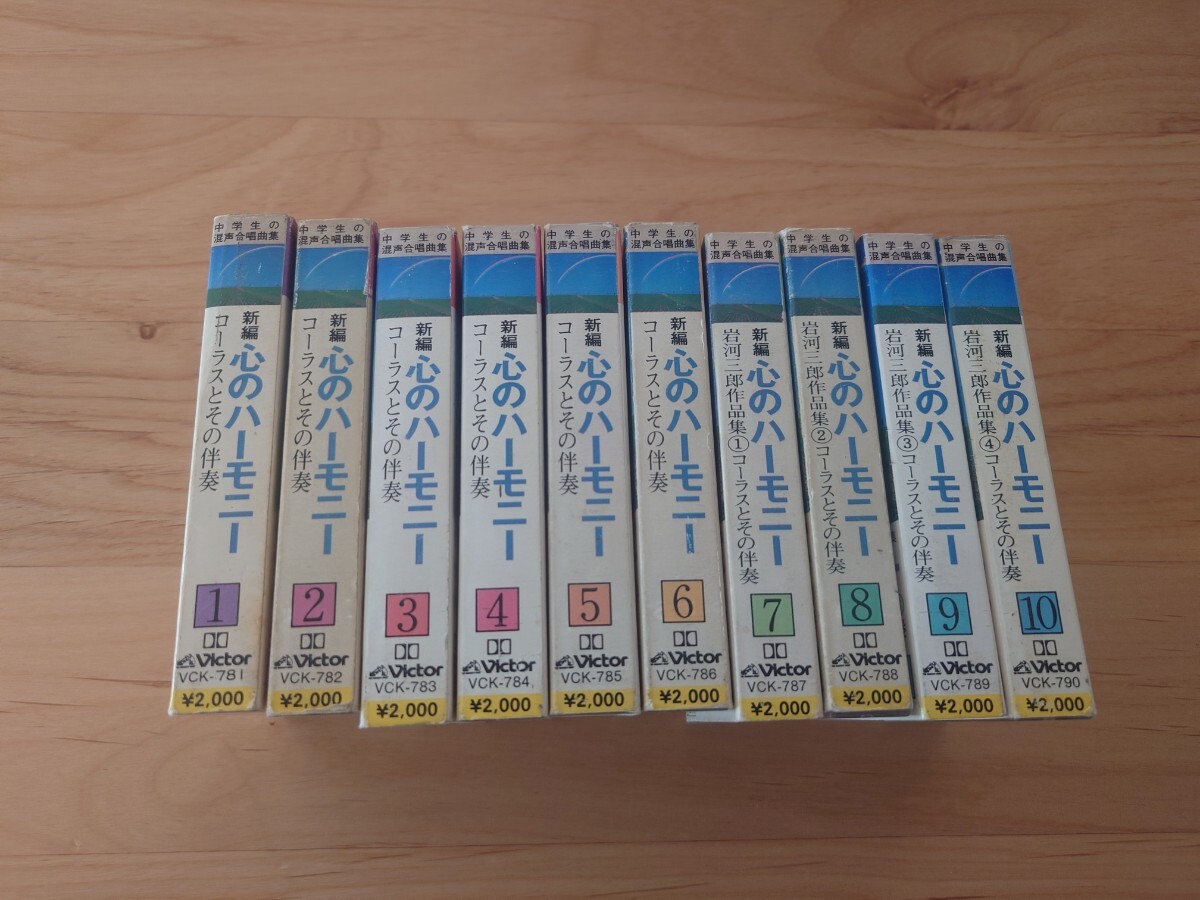 中学生の
混声合唱曲集
新編
心のハーモニー
コーラスとその伴奏
1
Victor
VCK-781
¥2,000
中学生の
混声合唱曲集
新編
心のハーモニー
コーラスとその伴奏
2
Victor
VCK-782
¥2,000
中学生の
混声合唱曲集
新編
心のハーモニー
コーラスとその伴奏
3
Victor
VCK-783
¥2,000
中学生の
混声合唱曲集
新編
心のハーモニー
コーラスとその伴奏
4
Victor
VCK-784
¥2,000
中学生の
混声合唱曲集
新編
心のハーモニー
コーラスとその伴奏
5
Victor
VCK-785
¥2,000
中学生の
混声合唱曲集
新編
心のハーモニー
コーラスとその伴奏
6
Victor
VCK-786
¥2,000
中学生の
混声合唱曲集
新編
心のハーモニー
岩河三郎作品集①コーラスとその伴奏
7
Victor
VCK-787
¥2,000
中学生の
混声合唱曲集
新編
心のハーモニー
岩河三郎作品集②コーラスとその伴奏
8
Victor
VCK-788
¥2,000
中学生の
混声合唱曲集
新編
心のハーモニー
岩河三郎作品集③コーラスとその伴奏
9
Victor
VCK-789
¥2,000
中学生の
混声合唱曲集
新編
心のハーモニー
岩河三郎作品集④コーラスとその伴奏
10
Victor
VCK-790
¥2,000